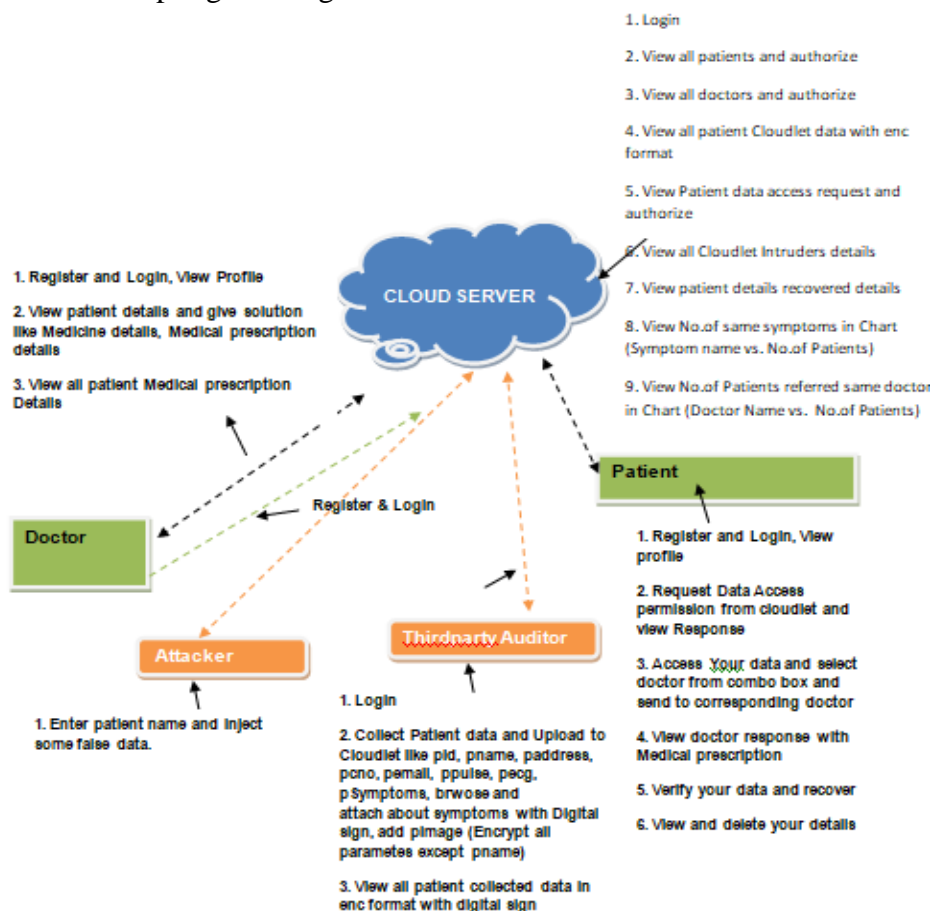 1. Login
2. View all patients and authorize
3. View all doctors and authorize
4. View all patient Cloudlet data with enc
format
5. View Patient data access request and
authorize
6. View all Cloudlet Intruders details
7. View patient details recovered details
8. View No.of same symptoms in Chart
(Symptom name vs. No.of Patients)
9. View No.of Patients referred same doctor
in Chart (Doctor Name vs. No.of Patients)
CLOUD SERVER
1. Register and Login, View Profile
2. View patient details and give solution
like Medicine details, Medical prescription
details
3. View all patient Medical prescription
Details
Register & Login
Doctor
Patient
1. Register and Login, View
profile
2. Request Data Access
permission from cloudlet and
view Response
3. Access Your data and select
doctor from combo box and
send to corresponding doctor
4. View doctor response with
Medical prescription
5. Verify your data and recover
6. View and delete your details
Attacker
1. Enter patient name and inject
some false data.
Thirdparty Auditor
1. Login
2. Collect Patient data and Upload to
Cloudlet like pid, pname, paddress,
pcno, pemail, ppulse, pecg,
pSymptoms, brwose and
attach about symptoms with Digital
sign, add pimage (Encrypt all
parametes except pname)
3. View all patient collected data in
enc format with digital sign